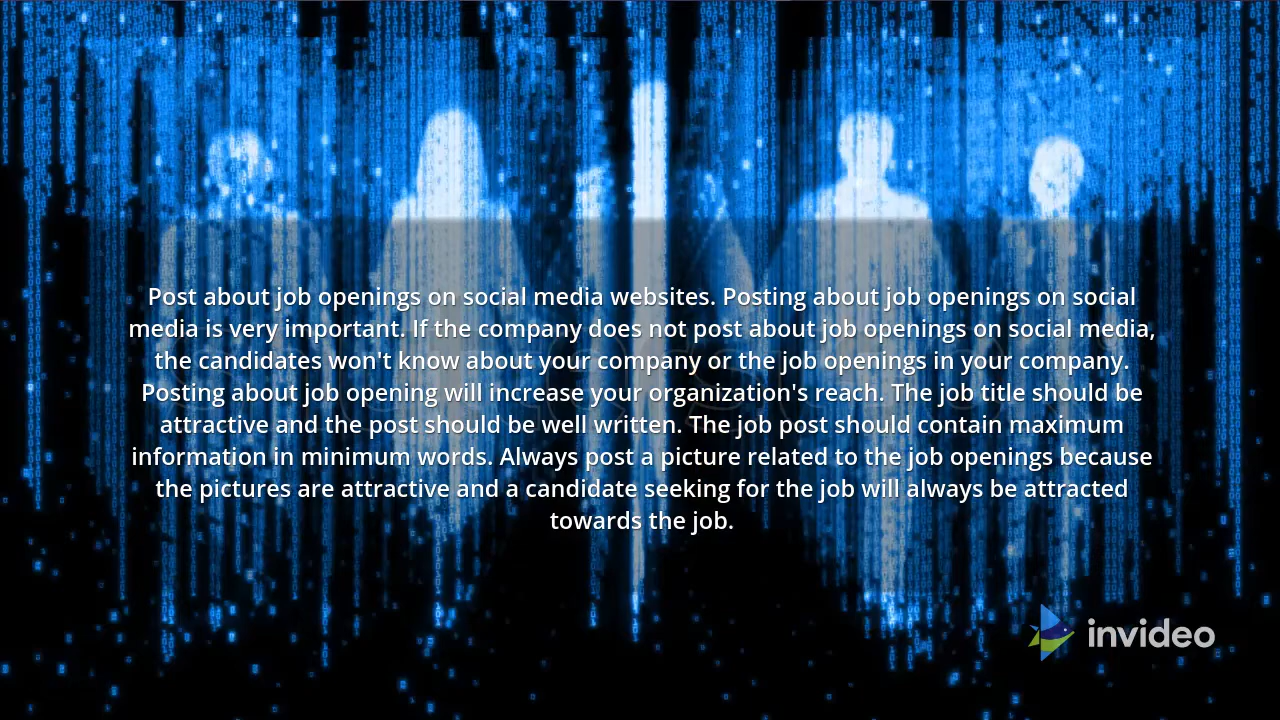 Post about job openings on social media websites. Posting about job openings on social
media is very important. If the company does not post about job openings on social media,
the candidates won't know about your company or the job openings in your company.
Posting about job opening will increase your organization's reach. The job title should be
attractive and the post should be well written. The job post should contain maximum
information in minimum words. Always post a picture related to the job openings because
the pictures are attractive and a candidate seeking for the job will always be attracted
towards the job.
invideo